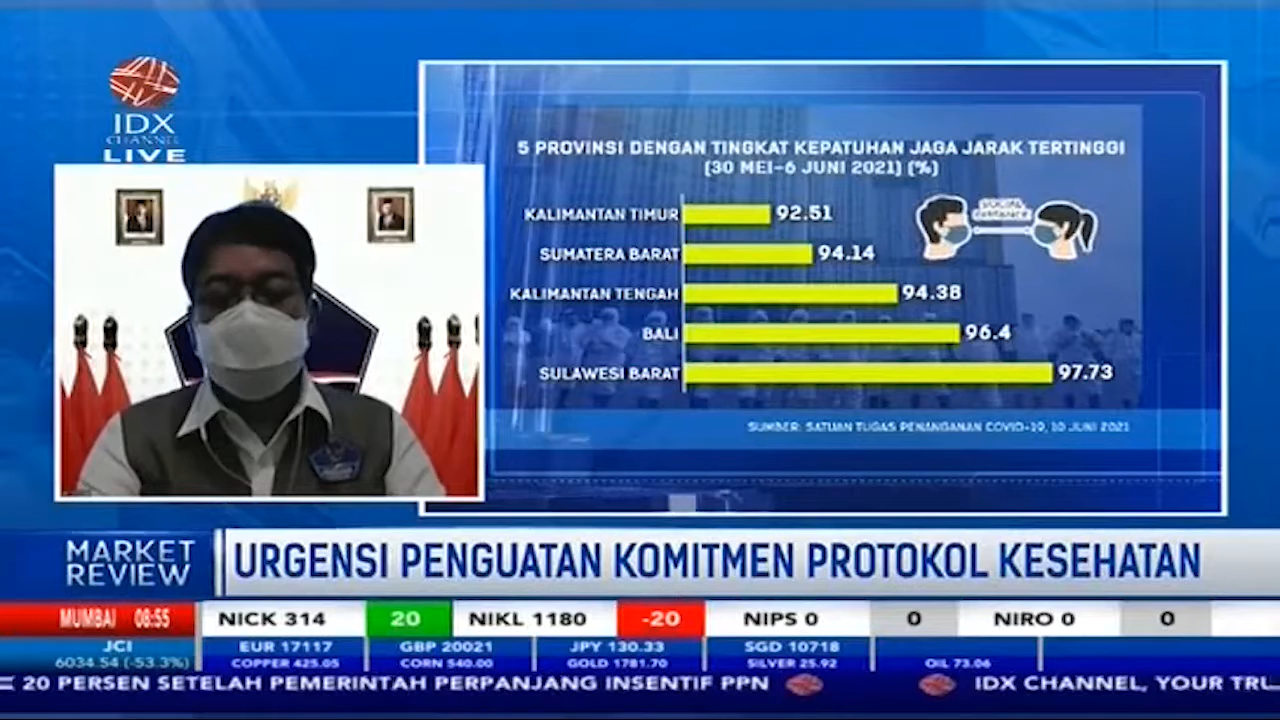 IDX
CHANNEL
LIVE
5 PROVINSI DENGAN TINGKAT KEPATUHAN JAGA JARAK TERTINGGI
(30 MEI-6 JUNI 2021) (%)
KALIMANTAN TIMUR 92.51
SOCIAL
DISTANCE
SUMATERA BARAT 94.14
KALIMANTAN TENGAH 94.38
BALI 96.4
SULAWESI BARAT 97.73
SUMBER: SATUAN TUGAS PENANGANAN COVID-19, 10 JUNI 2021
MARKET
REVIEW
URGENSI PENGUATAN KOMITMEN PROTOKOL KESEHATAN
MUMBAI 08:55 NICK 314 20 NIKL 1180 -20 NIPS 0 0 NIRO 0 0
JCI EUR 17117 GBP 20021 JPY 130.33 SGD 10718
6034.54 (-53.3%) COPPER 425.05 CORN 540.00 GOLD 1781.70 SILVER 25.92 OIL 73.06
20 PERSEN SETELAH PEMERINTAH PERPANJANG INSENTIF PPN IDX CHANNEL, YOUR TRU